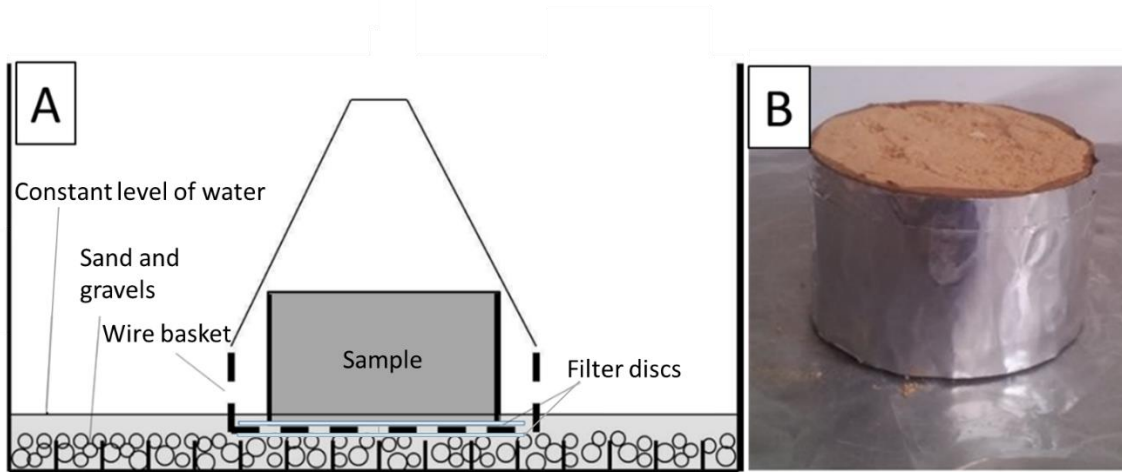 A
Constant level of water
Sand and
gravels
Wire basket
Sample
Filter discs
B